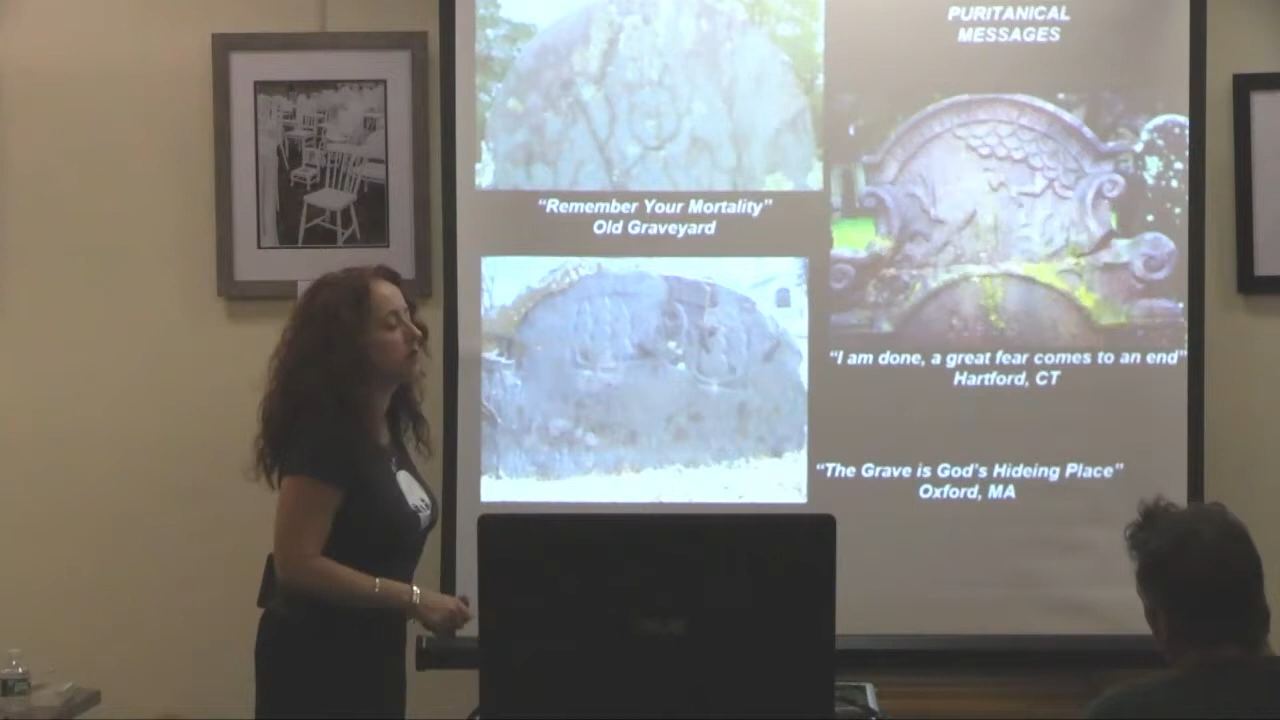 PURITANICAL
MESSAGES
“Remember Your Mortality”
Old Graveyard
“I am done, a great fear comes to an end”
Hartford, CT
“The Grave is God’s Hideing Place”
Oxford, MA